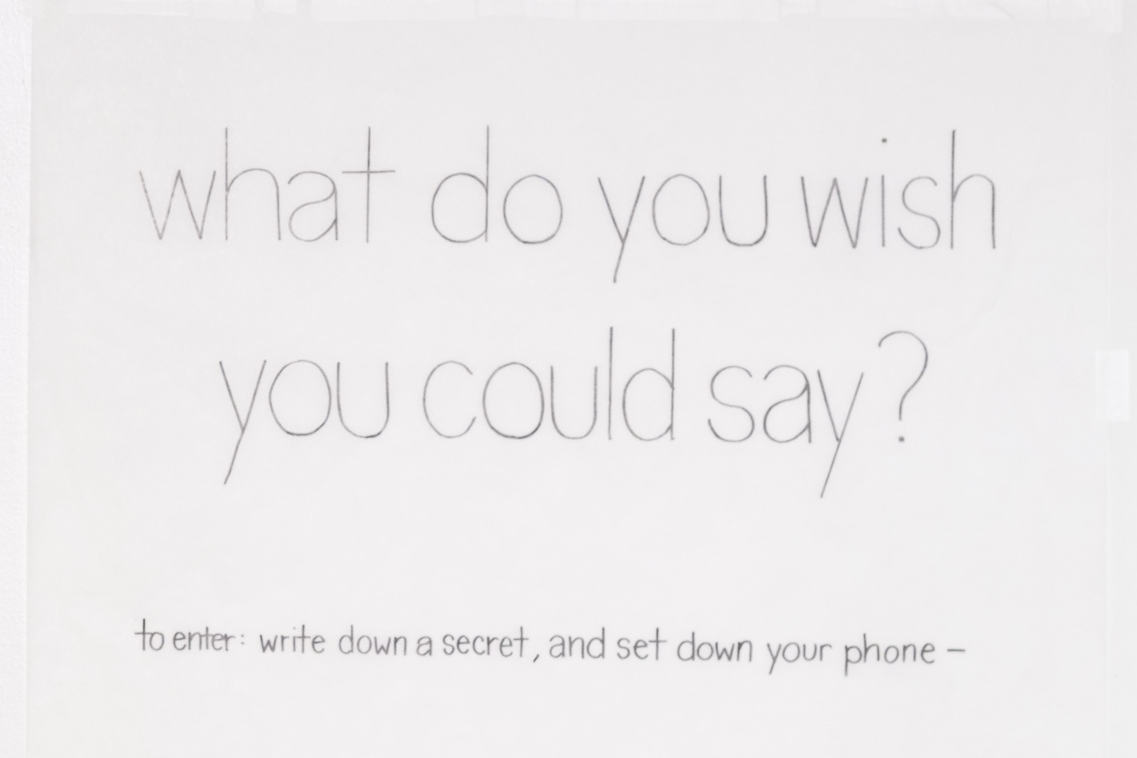 what do you wish
you could say?
to enter: write down a secret, and set down your phone –